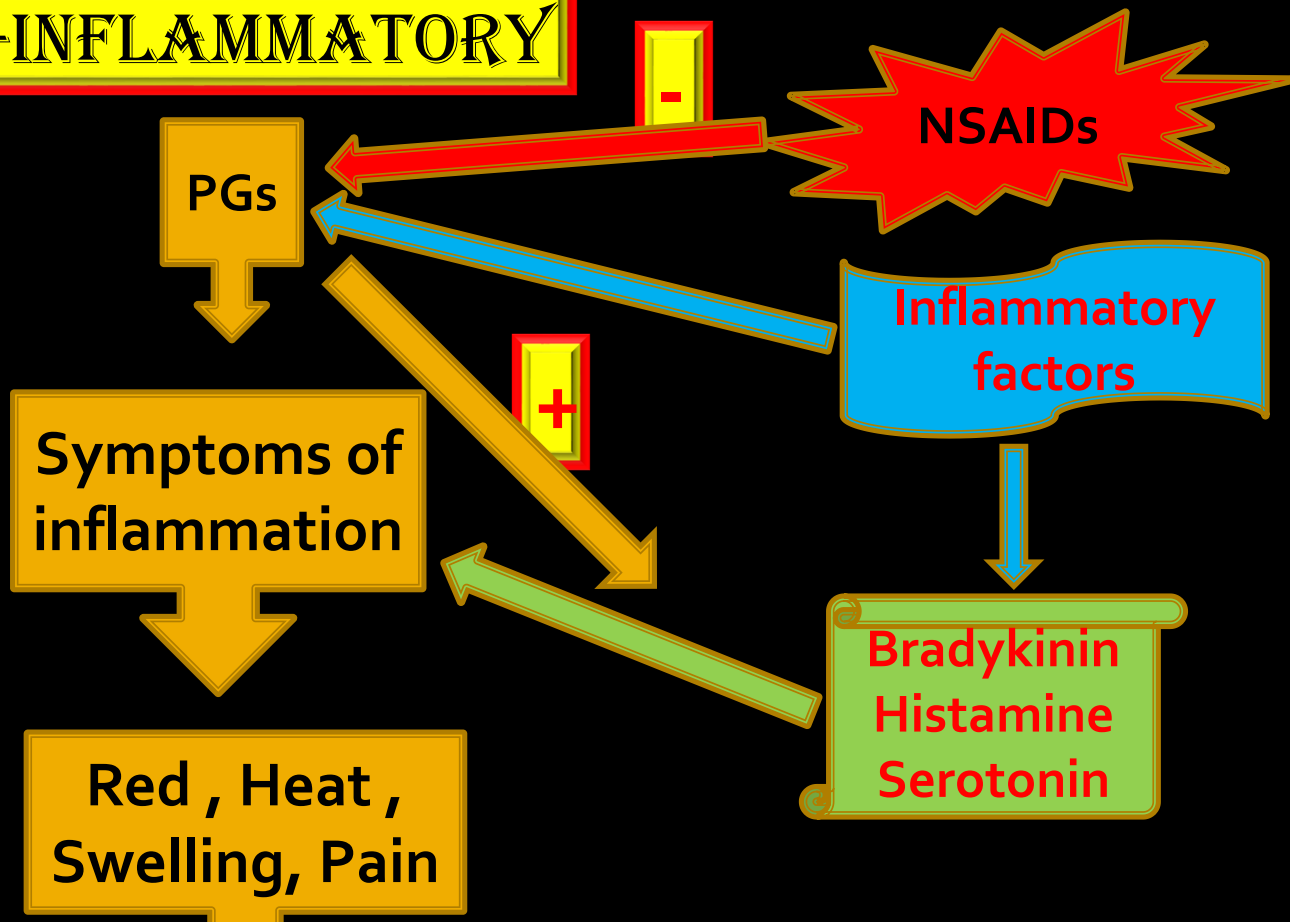 -INFLAMMATORY
-
NSAIDs
PGs
Inflammatory
factors
+
Symptoms of
inflammation
Bradykinin
Histamine
Serotonin
Red , Heat ,
Swelling, Pain